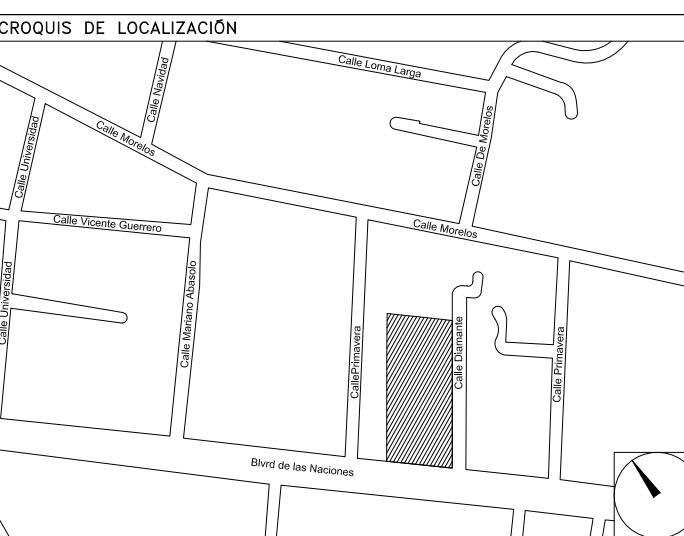 CROQUIS DE LOCALIZACIÓN
Calle Loma Larga
Calle Navidad
Calle De Morelos
Calle Morelos
Calle Universidad
Calle Vicente Guerrero
Calle Morelos
Calle Universidad
Calle Mariano Abasolo
CallePrimavera
Calle Diamante
Calle Primavera
Blvrd de las Naciones